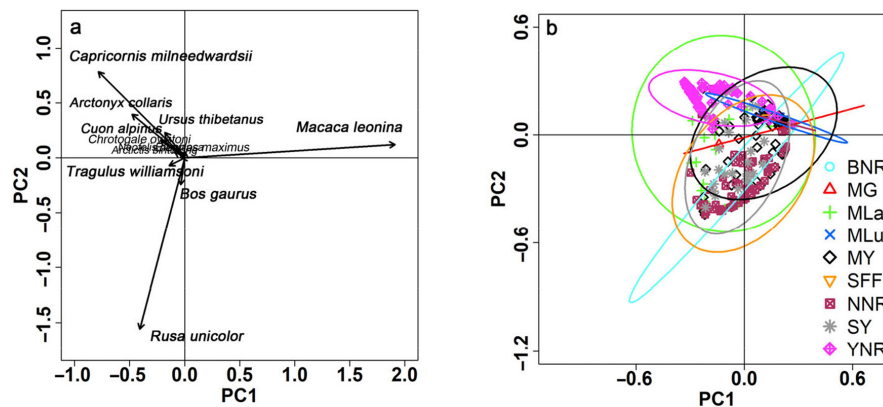 a
Capricornis milneedwardsii
Arctonyx collaris
Ursus thibetanus
Cuon alpinus
Macaca leonina
Tragulus williamsoni
Bos gaurus
Rusa unicolor
PC2
1.0
0.5
0.0
−0.5
−1.0
−1.5
−1.0
−0.5
0.0
0.5
1.0
1.5
2.0
PC1
b
PC2
0.6
0.0
−0.6
−1.2
−0.6
0.0
0.6
PC1
BNR
MG
MLa
MLu
MY
SFF
NNR
SY
YNR